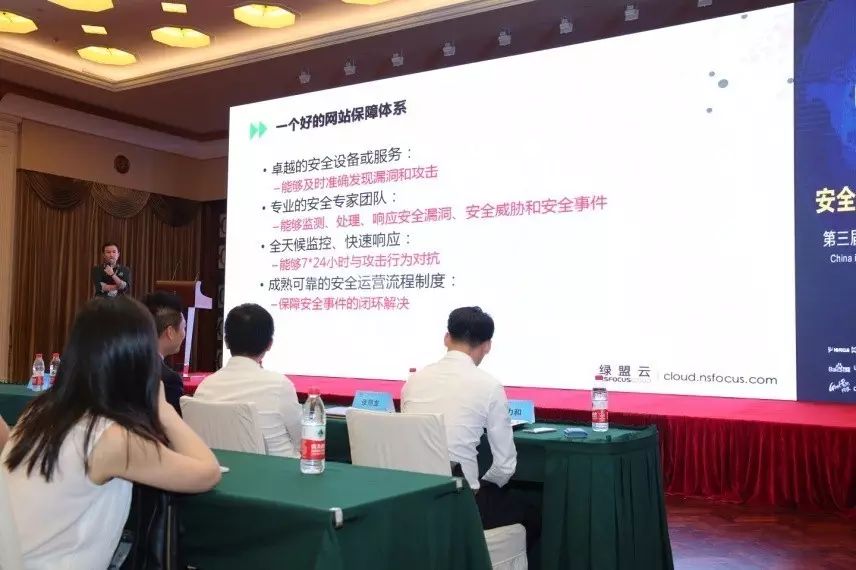 一个好的网站保障体系
• 卓越的安全设备或服务：
–能够及时准确发现漏洞和攻击
• 专业的安全专家团队：
–能够监测、处理、响应安全漏洞、安全威胁和安全事件
• 全天候监控、快速响应：
–能够7*24小时与攻击行为对抗
• 成熟可靠的安全运营流程制度：
–保障安全事件的闭环解决
绿盟云
NSFOCUS
cloud.nsfocus.com
安全
第三届
China
NSFOCUS